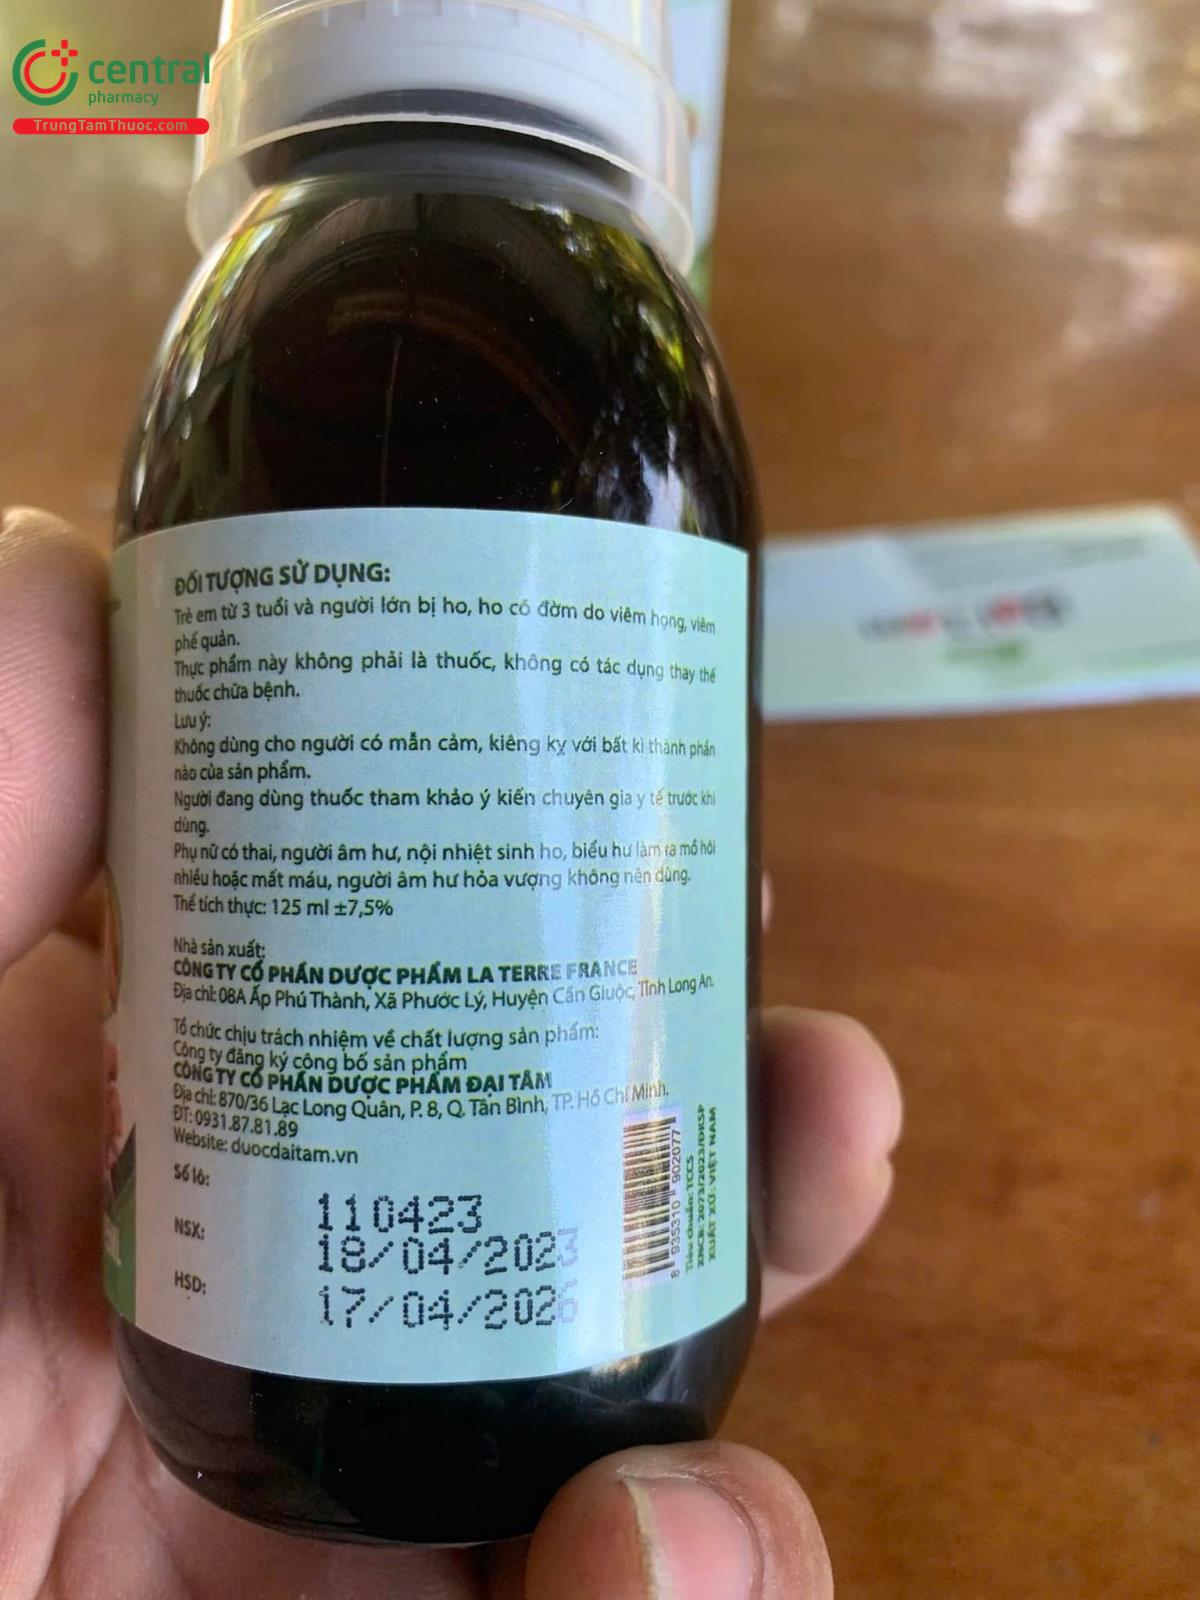 central
pharmacy
TrungTamThuoc.com
ĐỐI TƯỢNG SỬ DỤNG:
Trẻ em từ 3 tuổi và người lớn bị ho, ho có đờm do viêm họng, viêm
phế quản.
Thực phẩm này không phải là thuốc, không có tác dụng thay thế
thuốc chữa bệnh.
Lưu ý:
Không dùng cho người có mẫn cảm, kiêng kỵ với bất kì thành phần
nào của sản phẩm.
Người đang dùng thuốc tham khảo ý kiến chuyên gia y tế trước khi
dùng.
Phụ nữ có thai, người âm hư, nội nhiệt sinh ho, biểu hư làm ra mồ hôi
nhiều hoặc mất máu, người âm hư hỏa vượng không nên dùng.
Thể tích thực: 125 ml ±7,5%
Nhà sản xuất:
CÔNG TY CỔ PHẦN DƯỢC PHẨM LA TERRE FRANCE
Địa chỉ: 08A Ấp Phú Thành, Xã Phước Lý, Huyện Cần Giuộc, Tỉnh Long An.
Tổ chức chịu trách nhiệm về chất lượng sản phẩm:
Công ty đăng ký công bố sản phẩm
CÔNG TY CỔ PHẦN DƯỢC PHẨM ĐẠI TÂM
Địa chỉ: 870/36 Lạc Long Quân, P. 8, Q. Tân Bình, TP. Hồ Chí Minh.
ĐT: 0931.87.81.89
Website: duocdaitam.vn
Số lô:
110423
NSX:
18/04/2023
HSD:
17/04/2026
8 935310 902077
Tiêu chuẩn: TCCS
XNCB: 2073/2023/ĐKSP
XUẤT XỨ: VIỆT NAM